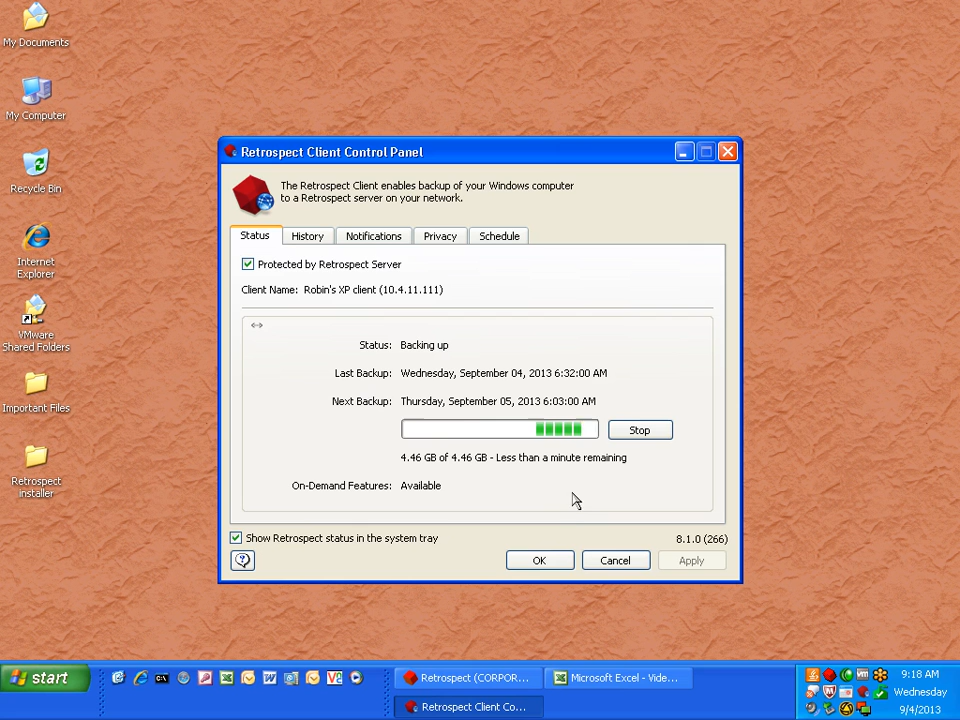 My Documents
My Computer
Recycle Bin
Internet
Explorer
VMware
Shared Folders
Important Files
Retrospect
installer
Retrospect Client Control Panel
The Retrospect Client enables backup of your Windows computer
to a Retrospect server on your network.
Status
History
Notifications
Privacy
Schedule
Protected by Retrospect Server
Client Name: Robin's XP client (10.4.11.111)
Status: Backing up
Last Backup: Wednesday, September 04, 2013 6:32:00 AM
Next Backup: Thursday, September 05, 2013 6:03:00 AM
Stop
4.46 GB of 4.46 GB - Less than a minute remaining
On-Demand Features: Available
Show Retrospect status in the system tray
8.1.0 (266)
OK
Cancel
Apply
start
Retrospect (CORPOR...
Microsoft Excel - Vide...
Retrospect Client Co...
9:18 AM
Wednesday
9/4/2013